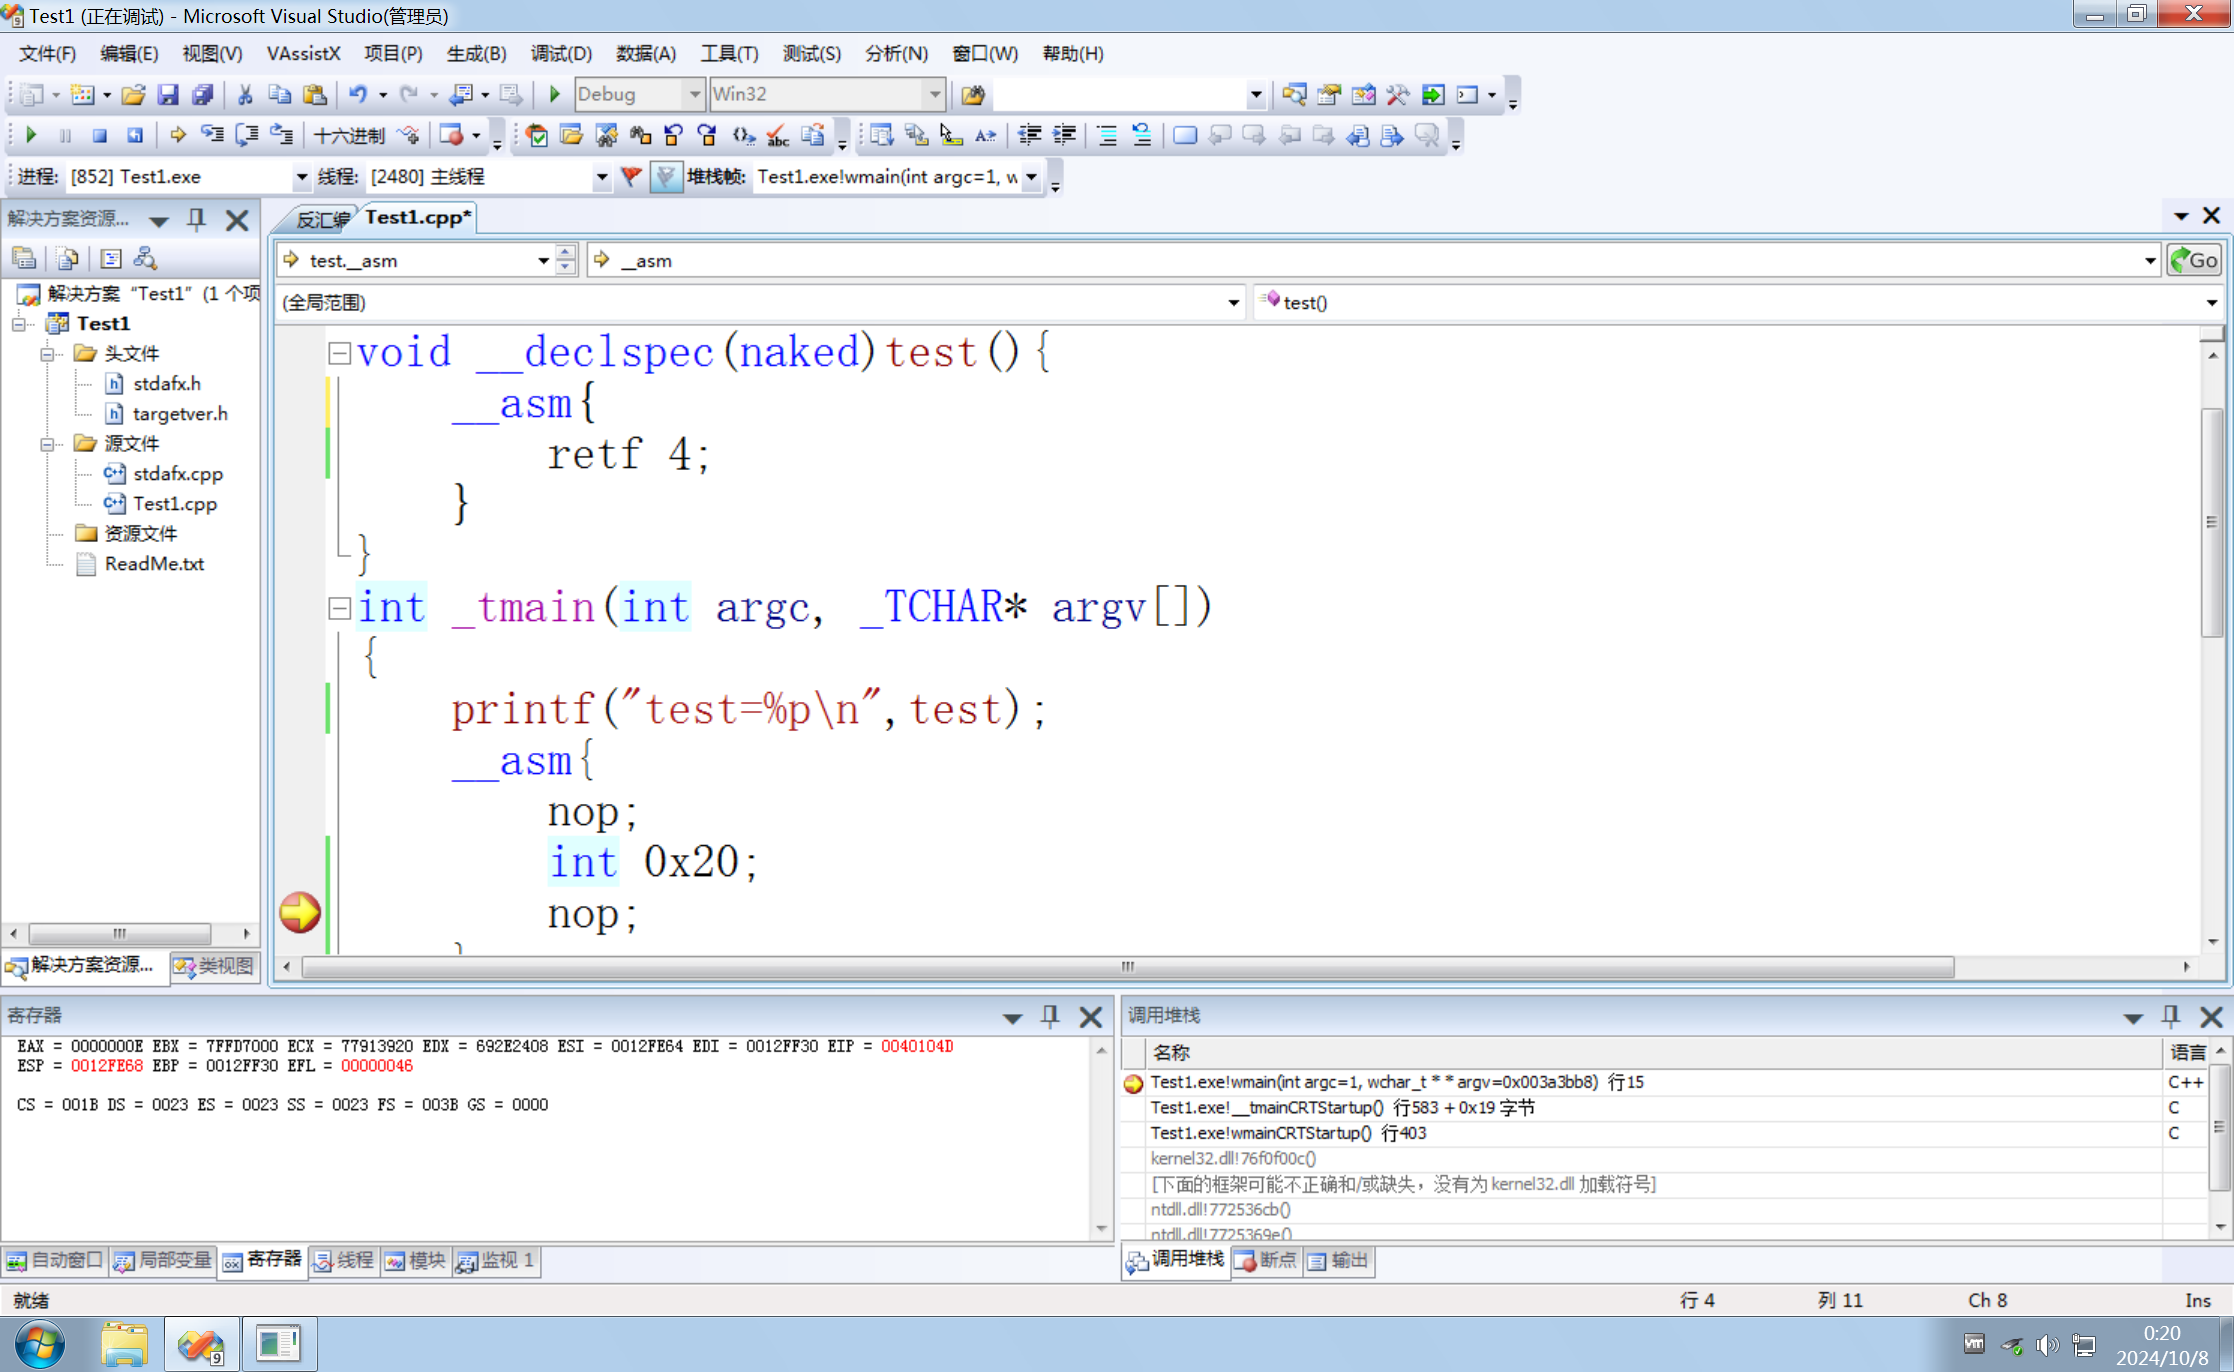 Test1 (正在调试) - Microsoft Visual Studio(管理员)
文件(F) 编辑(E) 视图(V) VAssistX 项目(P) 生成(B) 调试(D) 数据(A) 工具(T) 测试(S) 分析(N) 窗口(W) 帮助(H)
Debug Win32
十六进制
进程: [852] Test1.exe 线程: [2480] 主线程 堆栈帧: Test1.exe!wmain(int argc=1, w
解决方案资源...
反汇编 Test1.cpp*
test.__asm __asm Go
(全局范围) test()
解决方案 “Test1” (1 个项
Test1
头文件
stdafx.h
targetver.h
源文件
stdafx.cpp
Test1.cpp
资源文件
ReadMe.txt
解决方案资源... 类视图
void __declspec(naked)test(){
__asm{
retf 4;
}
}
int _tmain(int argc, _TCHAR* argv[])
{
printf("test=%p\n",test);
__asm{
nop;
int 0x20;
nop;
}
寄存器
EAX = 0000000E EBX = 7FFD7000 ECX = 77913920 EDX = 692E2408 ESI = 0012FE64 EDI = 0012FF30 EIP = 0040104D
ESP = 0012FE68 EBP = 0012FF30 EFL = 00000046
CS = 001B DS = 0023 ES = 0023 SS = 0023 FS = 003B GS = 0000
自动窗口 局部变量 寄存器 线程 模块 监视 1
调用堆栈
名称 语言
Test1.exe!wmain(int argc=1, wchar_t * * argv=0x003a3bb8) 行15 C++
Test1.exe!__tmainCRTStartup() 行583 + 0x19 字节 C
Test1.exe!wmainCRTStartup() 行403 C
kernel32.dll!76f0f00c()
[下面的框架可能不正确和/或缺失，没有为 kernel32.dll 加载符号]
ntdll.dll!772536cb()
ntdll.dll!7725369e()
调用堆栈 断点 输出
就绪 行 4 列 11 Ch 8 Ins
0:20
2024/10/8